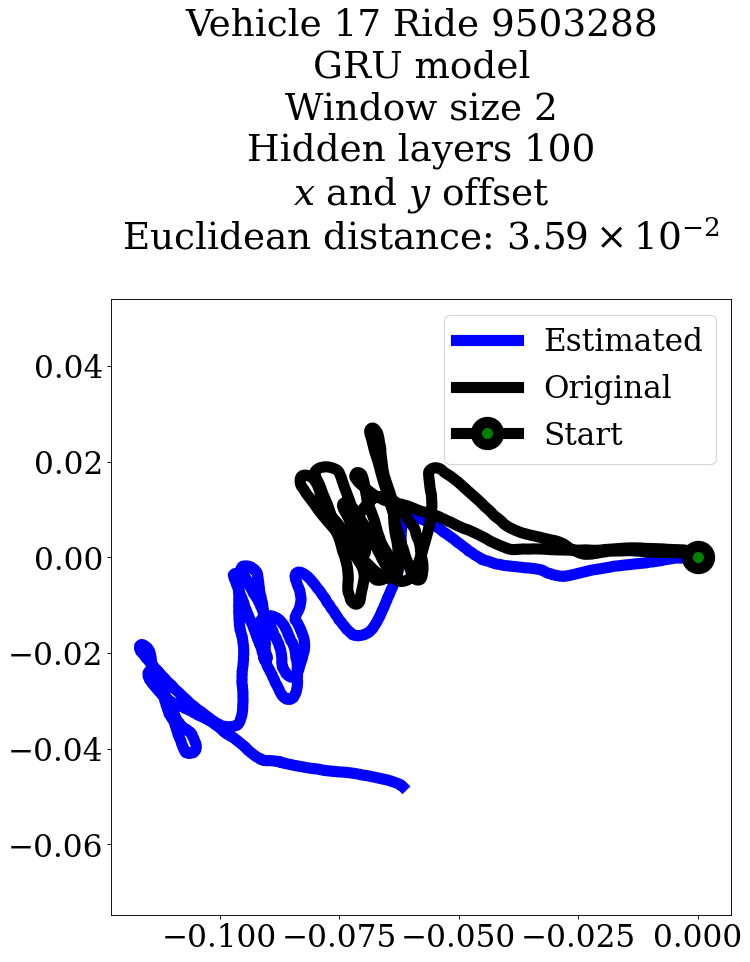 Vehicle 17 Ride 9503288
GRU model
Window size 2
Hidden layers 100
x and y offset
Euclidean distance: 3.59 × 10⁻²
Estimated
Original
Start
0.04
0.02
0.00
−0.02
−0.04
−0.06
−0.100 −0.075 −0.050 −0.025 0.000